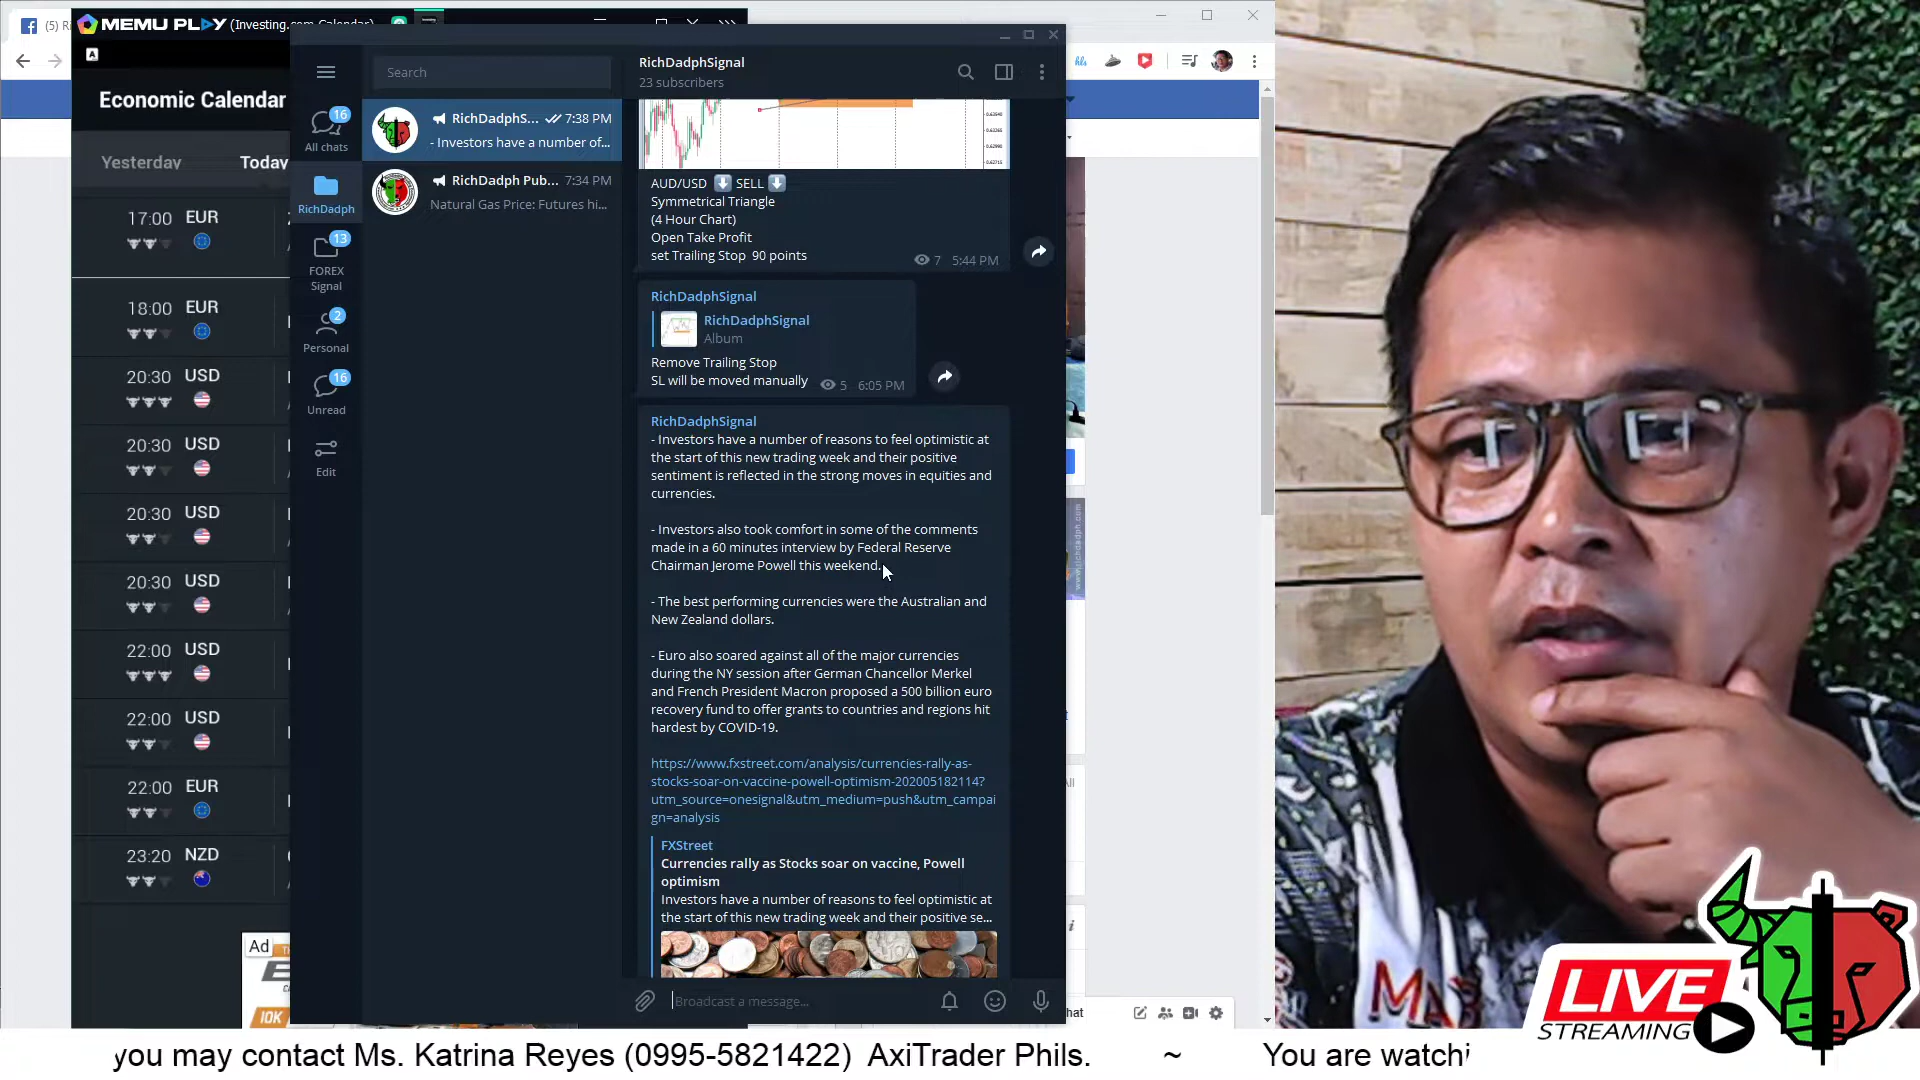 (5) R
MEMU PLAY (Investing.com Calendar)
A
Economic Calendar
Yesterday
Today
17:00 EUR
18:00 EUR
20:30 USD
20:30 USD
20:30 USD
20:30 USD
22:00 USD
22:00 USD
22:00 EUR
23:20 NZD
Ad
10K
Search
16
All chats
RichDadph
13
FOREX
Signal
2
Personal
16
Unread
Edit
RichDadphS... 7:38 PM
- Investors have a number of...
RichDadph Pub... 7:34 PM
Natural Gas Price: Futures hi...
RichDadphSignal
23 subscribers
AUD/USD ⬇ SELL ⬇
Symmetrical Triangle
(4 Hour Chart)
Open Take Profit
set Trailing Stop 90 points
7 5:44 PM
RichDadphSignal
RichDadphSignal
Album
Remove Trailing Stop
SL will be moved manually
5 6:05 PM
RichDadphSignal
- Investors have a number of reasons to feel optimistic at
the start of this new trading week and their positive
sentiment is reflected in the strong moves in equities and
currencies.
- Investors also took comfort in some of the comments
made in a 60 minutes interview by Federal Reserve
Chairman Jerome Powell this weekend.
- The best performing currencies were the Australian and
New Zealand dollars.
- Euro also soared against all of the major currencies
during the NY session after German Chancellor Merkel
and French President Macron proposed a 500 billion euro
recovery fund to offer grants to countries and regions hit
hardest by COVID-19.
https://www.fxstreet.com/analysis/currencies-rally-as-
stocks-soar-on-vaccine-powell-optimism-202005182114?
utm_source=onesignal&utm_medium=push&utm_campai
gn=analysis
FXStreet
Currencies rally as Stocks soar on vaccine, Powell
optimism
Investors have a number of reasons to feel optimistic at
the start of this new trading week and their positive se...
Broadcast a message...
hat
LIVE
STREAMING
you may contact Ms. Katrina Reyes (0995-5821422) AxiTrader Phils. ~ You are watchi